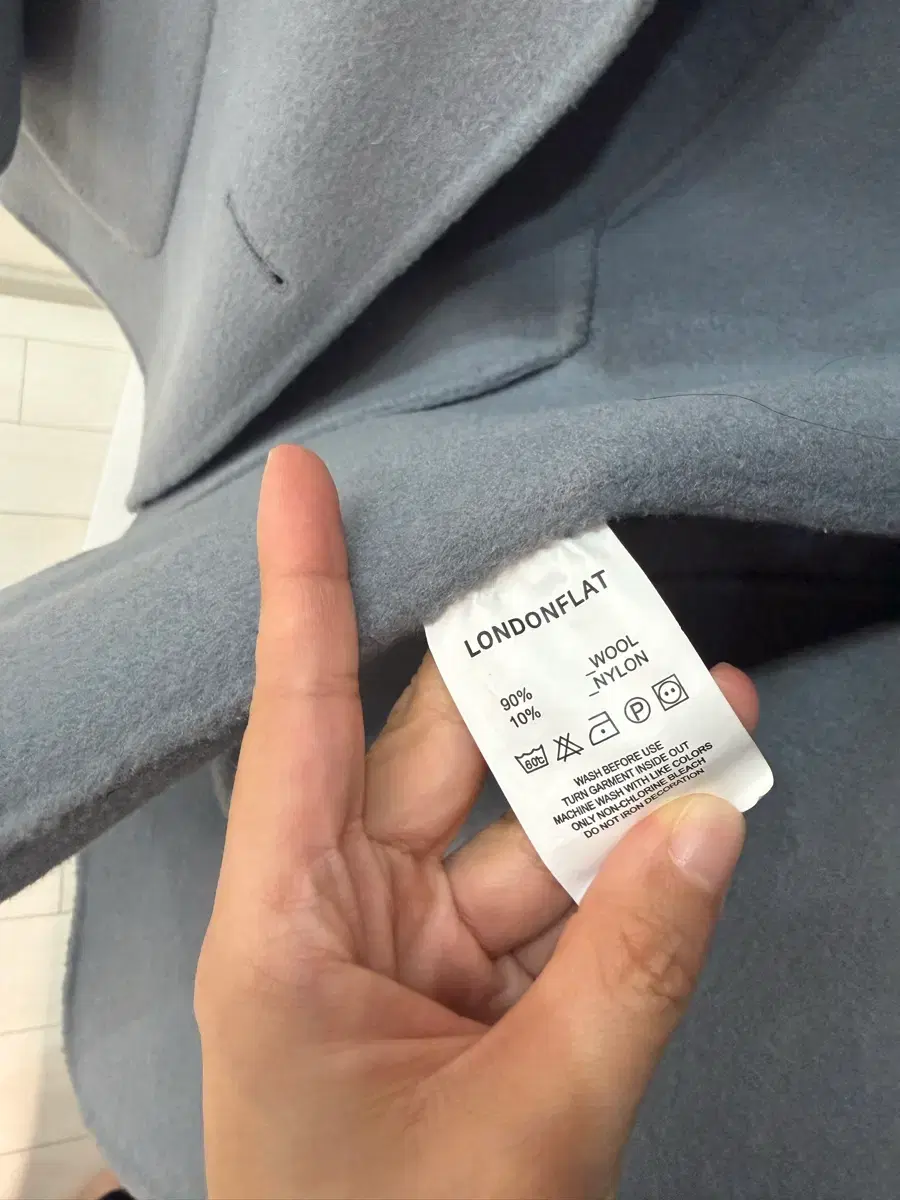 LONDONFLAT
90% _WOOL
10% _NYLON
60℃ P
WASH BEFORE USE
TURN GARMENT INSIDE OUT
MACHINE WASH WITH LIKE COLORS
ONLY NON-CHLORINE BLEACH
DO NOT IRON DECORATION